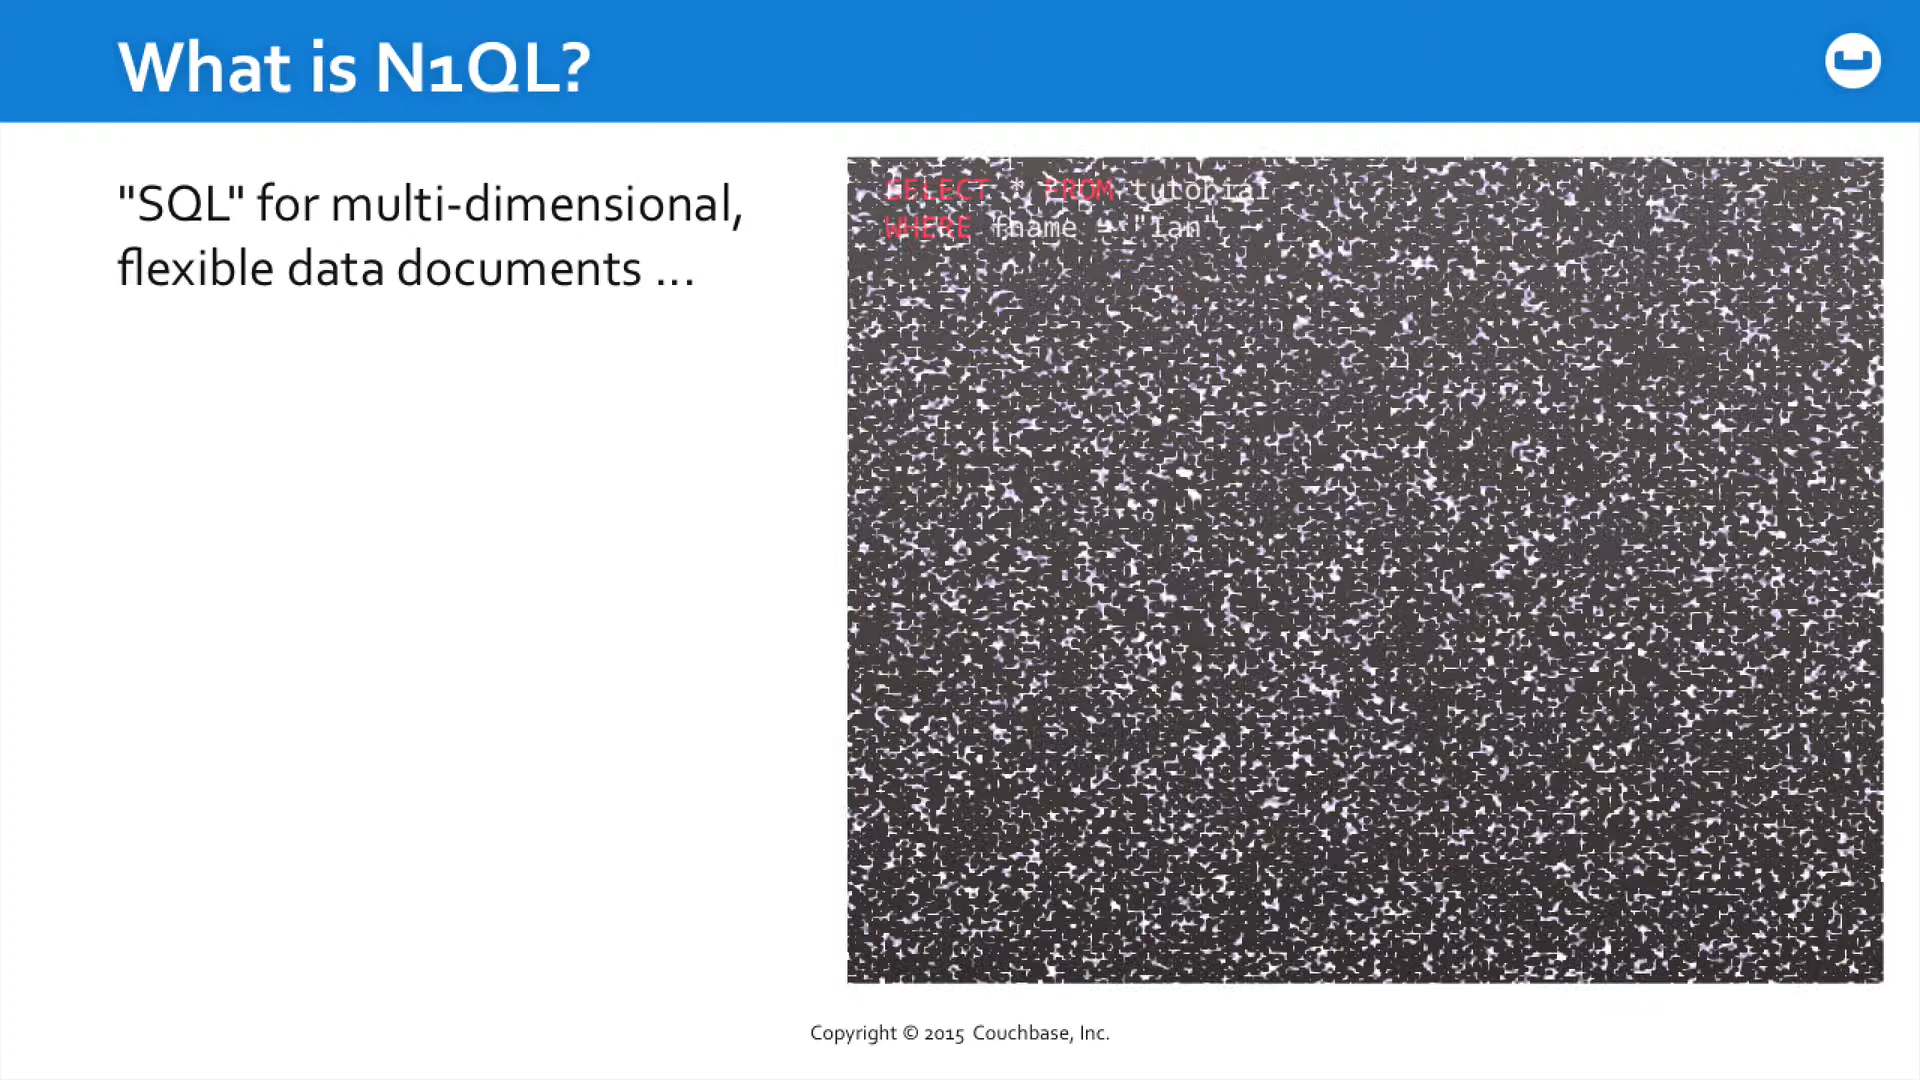 What is N1QL?
"SQL" for multi-dimensional,
flexible data documents ...
SELECT * FROM tutorial
WHERE fname = "Ian"
Copyright © 2015 Couchbase, Inc.